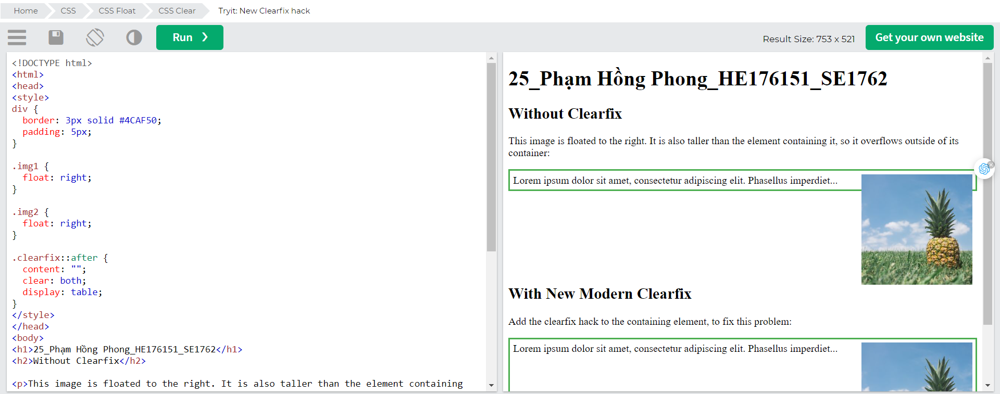 Home CSS CSS Float CSS Clear Tryit: New Clearfix hack
Run ❯
Result Size: 753 x 521
Get your own website
<!DOCTYPE html>
<html>
<head>
<style>
div {
  border: 3px solid #4CAF50;
  padding: 5px;
}

.img1 {
  float: right;
}

.img2 {
  float: right;
}

.clearfix::after {
  content: "";
  clear: both;
  display: table;
}
</style>
</head>
<body>
<h1>25_Phạm Hồng Phong_HE176151_SE1762</h1>
<h2>Without Clearfix</h2>

<p>This image is floated to the right. It is also taller than the element containing
25_Phạm Hồng Phong_HE176151_SE1762
Without Clearfix
This image is floated to the right. It is also taller than the element containing it, so it overflows outside of its
container:
Lorem ipsum dolor sit amet, consectetur adipiscing elit. Phasellus imperdiet...
With New Modern Clearfix
Add the clearfix hack to the containing element, to fix this problem:
Lorem ipsum dolor sit amet, consectetur adipiscing elit. Phasellus imperdiet...